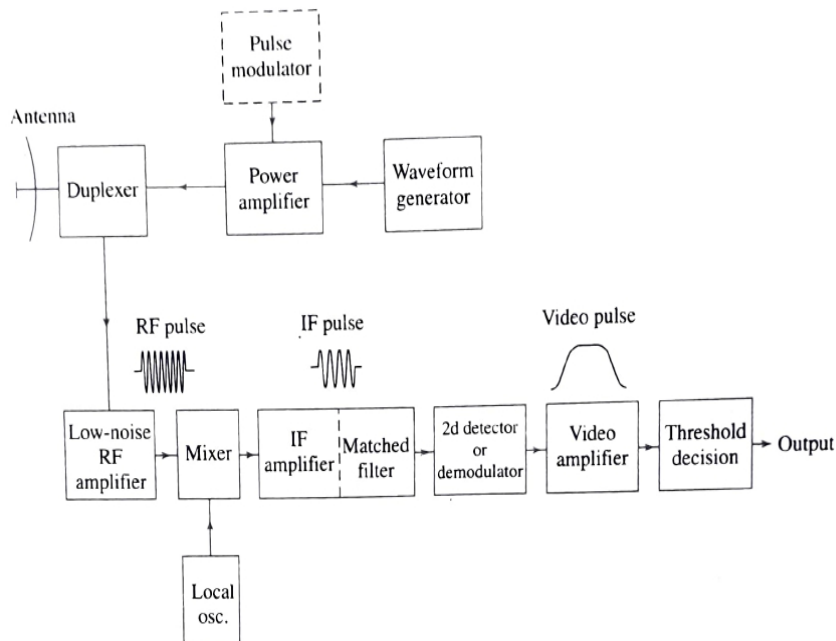 Pulse
modulator
Antenna
Duplexer
Power
amplifier
Waveform
generator
RF pulse
IF pulse
Video pulse
Low-noise
RF
amplifier
Mixer
IF
amplifier
Matched
filter
2d detector
or
demodulator
Video
amplifier
Threshold
decision
Output
Local
osc.